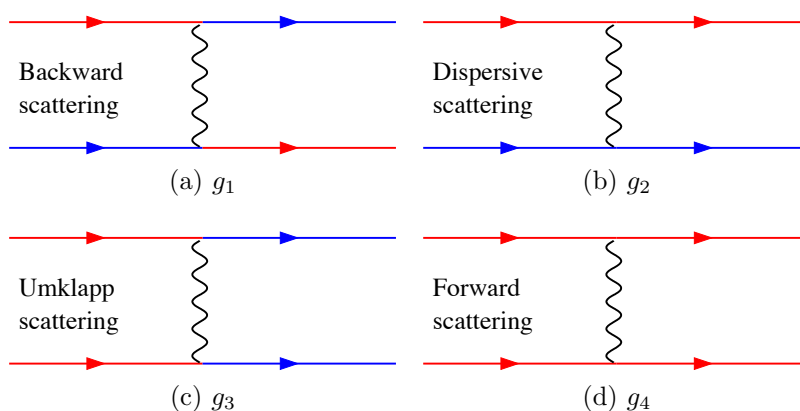 Backward
scattering
(a) g₁
Dispersive
scattering
(b) g₂
Umklapp
scattering
(c) g₃
Forward
scattering
(d) g₄